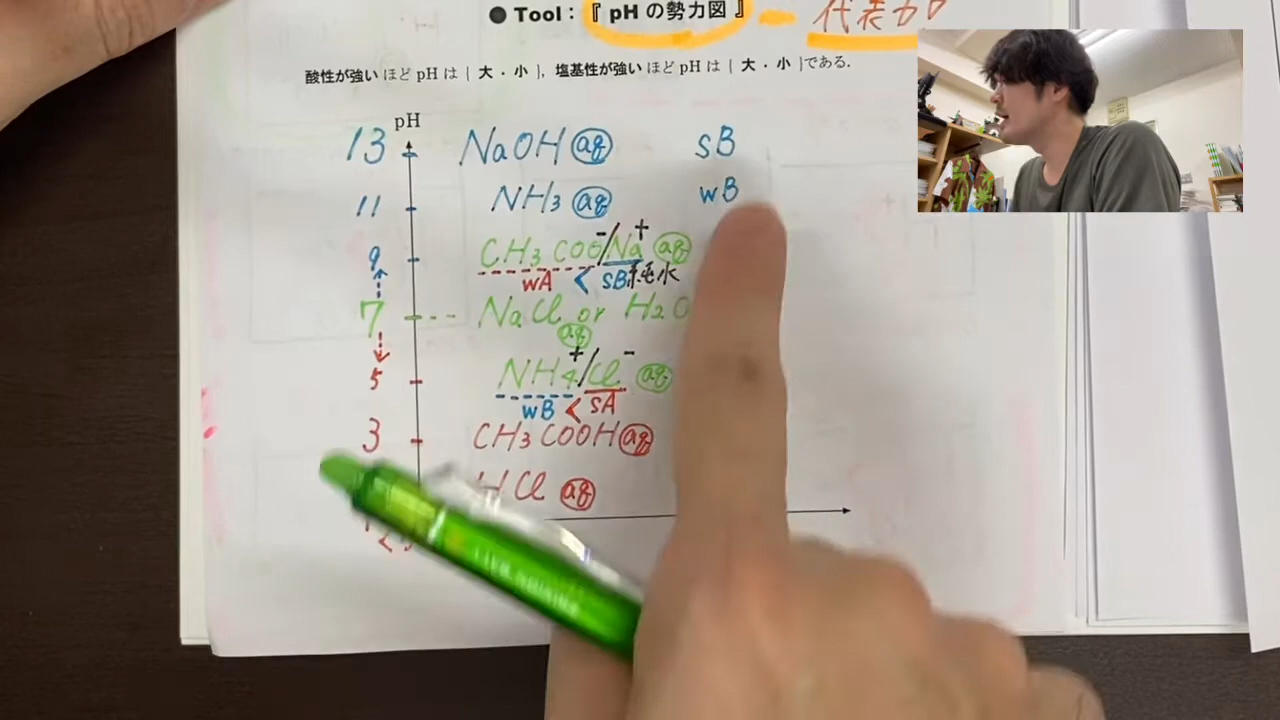 ● Tool：『 pH の勢力図 』 代表カロ
酸性が強い ほど pH は { 大 ・ 小 }，塩基性が強い ほど pH は { 大 ・ 小 }である.
pH
13 NaOH aq sB
11 NH3 aq wB
9 CH3COO⁻/Na⁺ aq
wA < sB 純水
7 NaCl or H2O
aq
5 NH4⁺/Cl⁻ aq
wB < sA
3 CH3COOH aq
HCl aq